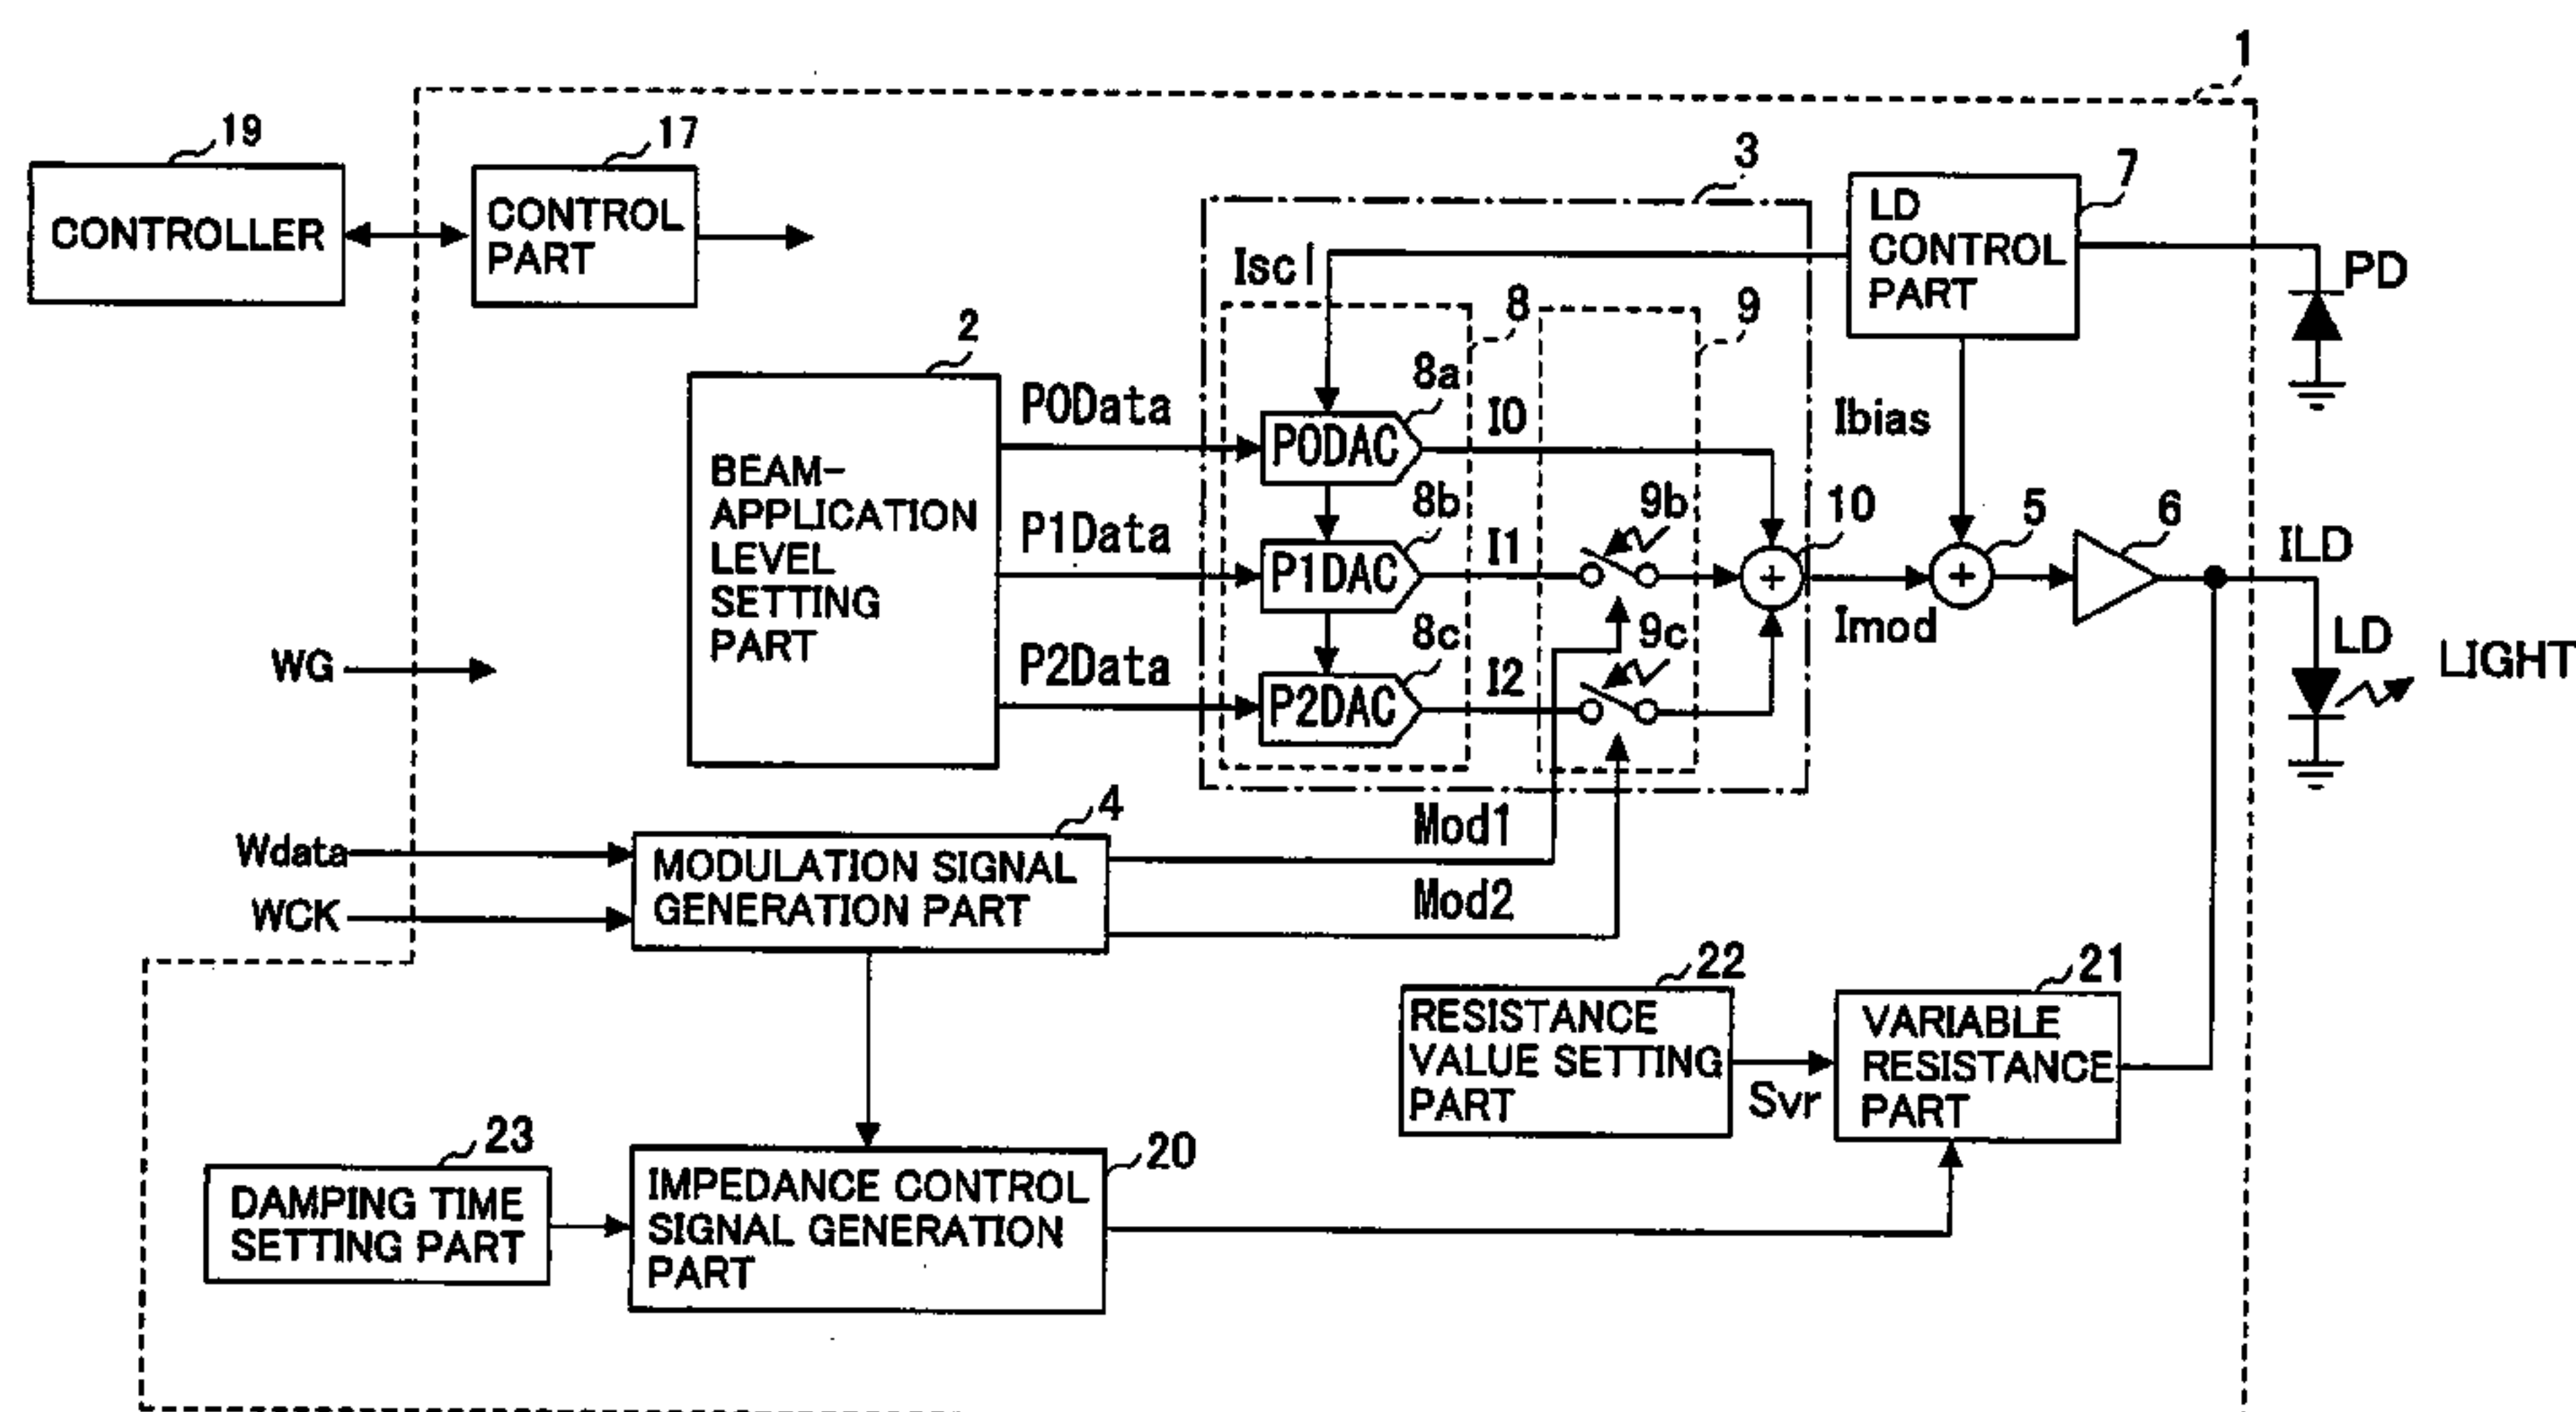 1
19
17
3
7
CONTROLLER
CONTROL
PART
LD
CONTROL
PART
PD
Iscl
8
9
2
BEAM-
APPLICATION
LEVEL
SETTING
PART
P0Data
P1Data
P2Data
8a
P0DAC
I0
8b
P1DAC
I1
8c
P2DAC
I2
9b
9c
10
Ibias
Imod
5
6
ILD
LD
LIGHT
WG
Wdata
WCK
4
MODULATION SIGNAL
GENERATION PART
Mod1
Mod2
22
RESISTANCE
VALUE SETTING
PART
Svr
21
VARIABLE
RESISTANCE
PART
23
DAMPING TIME
SETTING PART
20
IMPEDANCE CONTROL
SIGNAL GENERATION
PART